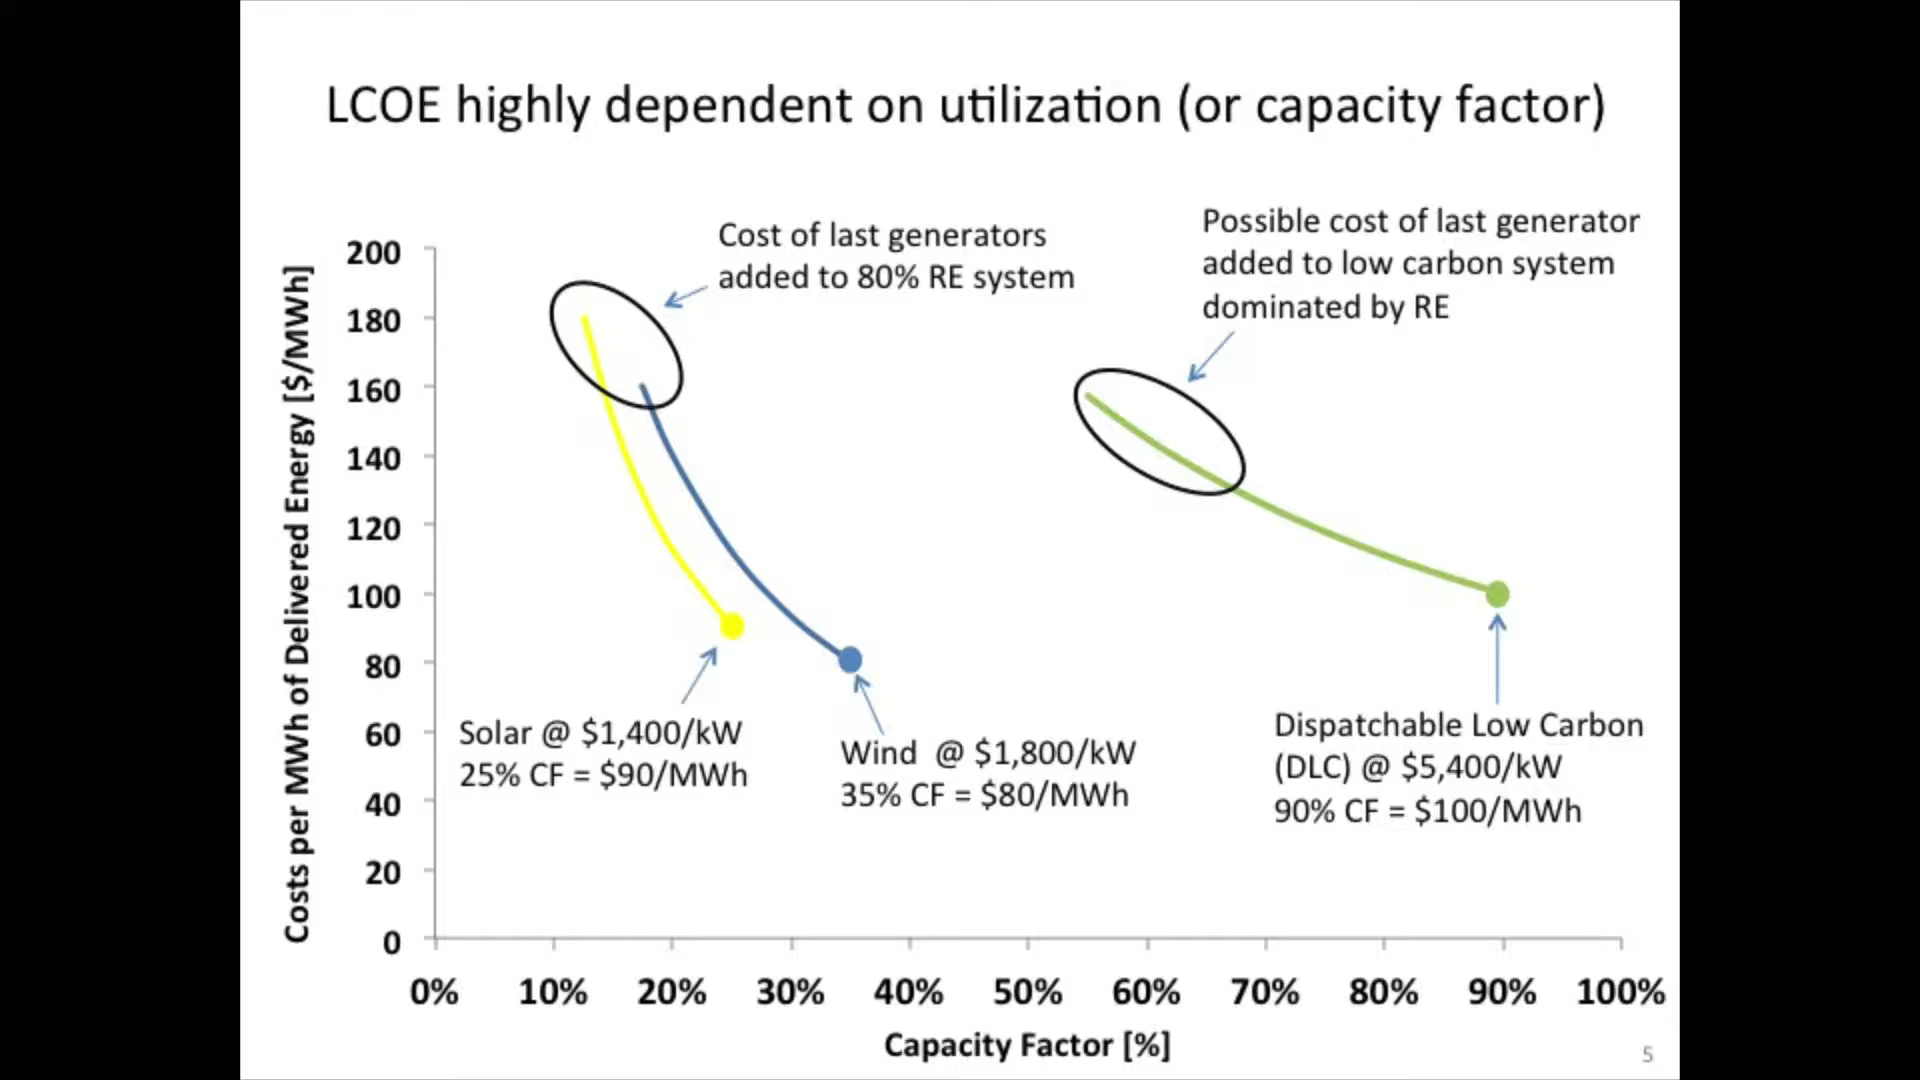 LCOE highly dependent on utilization (or capacity factor)
Cost of last generators
added to 80% RE system
Possible cost of last generator
added to low carbon system
dominated by RE
Costs per MWh of Delivered Energy [$/MWh]
200
180
160
140
120
100
80
60
40
20
0
Solar @ $1,400/kW
25% CF = $90/MWh
Wind  @ $1,800/kW
35% CF = $80/MWh
Dispatchable Low Carbon
(DLC) @ $5,400/kW
90% CF = $100/MWh
0% 10% 20% 30% 40% 50% 60% 70% 80% 90% 100%
Capacity Factor [%]
5